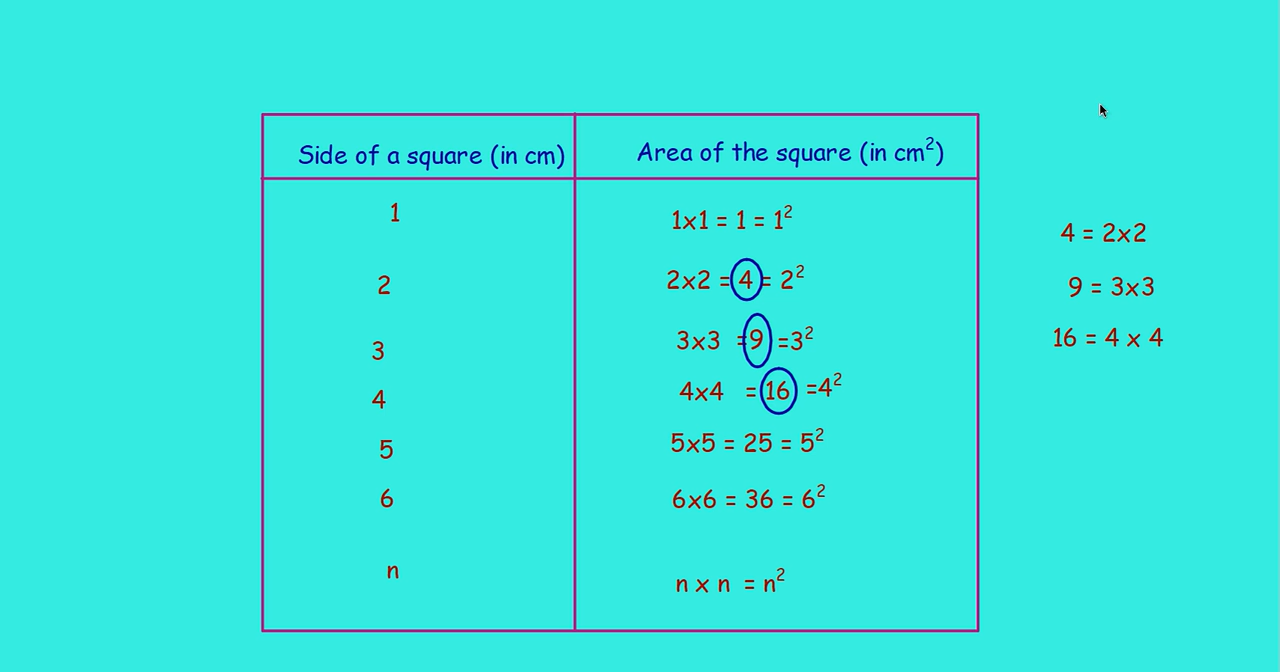 Side of a square (in cm) Area of the square (in cm²)
1 1x1 = 1 = 1²
2 2x2 = 4 = 2²
3 3x3 =9 =3²
4 4x4 = 16 =4²
5 5x5 = 25 = 5²
6 6x6 = 36 = 6²
n n x n = n²
4 = 2x2
9 = 3x3
16 = 4 x 4